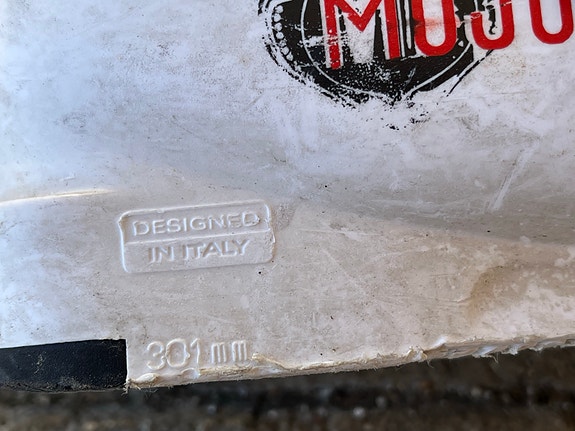 MOJO
DESIGNED
IN ITALY
301 mm